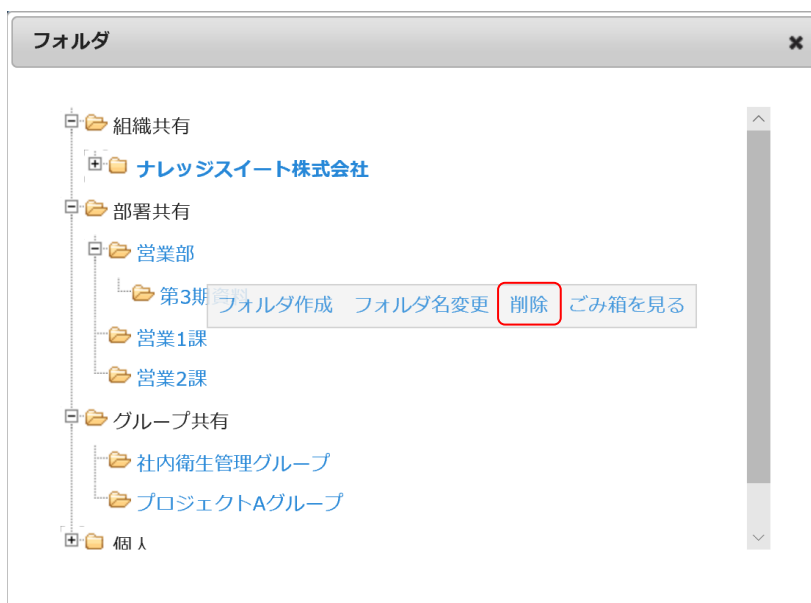 フォルダ
組織共有
ナレッジスイート株式会社
部署共有
営業部
第3期資料
フォルダ作成 フォルダ名変更 削除 ごみ箱を見る
営業1課
営業2課
グループ共有
社内衛生管理グループ
プロジェクトAグループ
個人